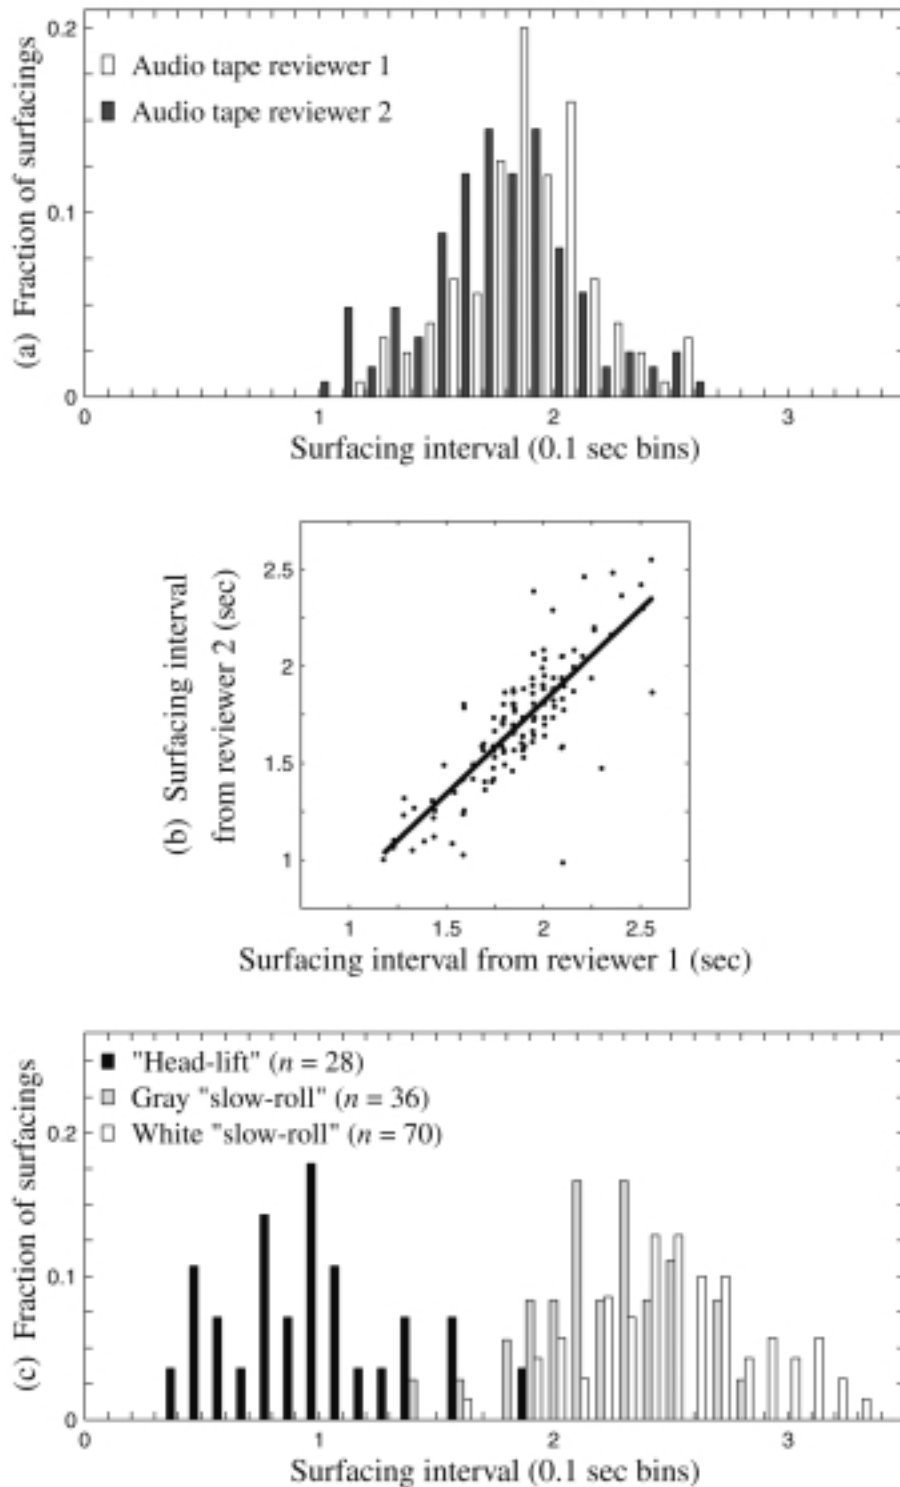 (a) Fraction of surfacings
0.2
0.1
0
Audio tape reviewer 1
Audio tape reviewer 2
0 1 2 3
Surfacing interval (0.1 sec bins)
(b) Surfacing interval
from reviewer 2 (sec)
2.5
2
1.5
1
1 1.5 2 2.5
Surfacing interval from reviewer 1 (sec)
(c) Fraction of surfacings
0.2
0.1
0
"Head-lift" (n = 28)
Gray "slow-roll" (n = 36)
White "slow-roll" (n = 70)
0 1 2 3
Surfacing interval (0.1 sec bins)